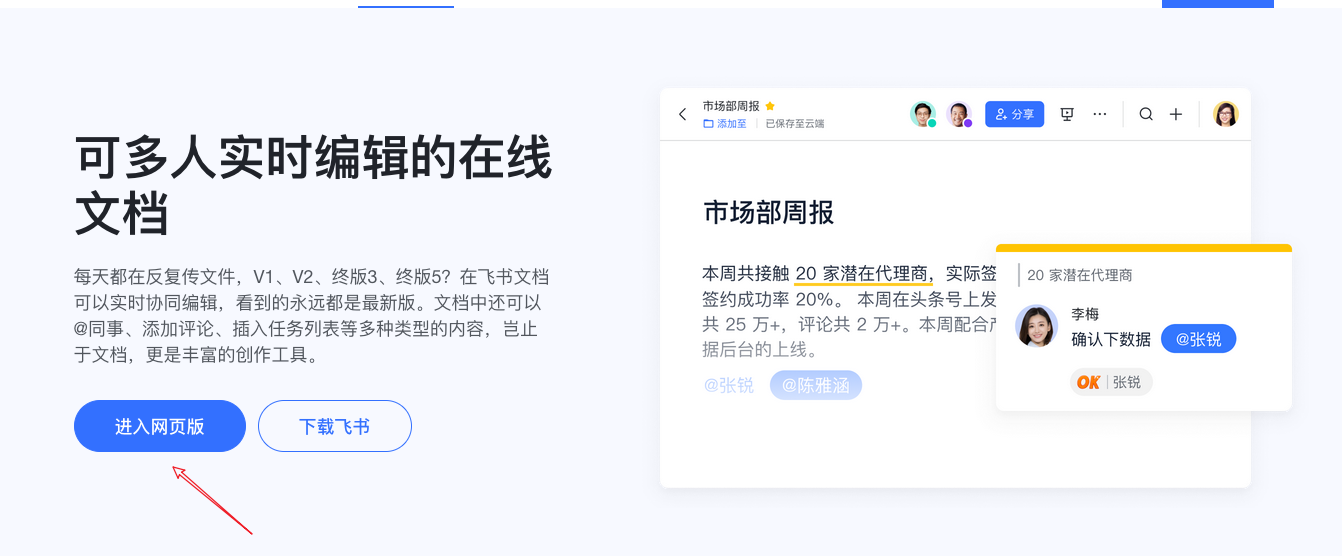 可多人实时编辑的在线
文档
每天都在反复传文件，V1、V2、终版3、终版5？在飞书文档
可以实时协同编辑，看到的永远都是最新版。文档中还可以
@同事、添加评论、插入任务列表等多种类型的内容，岂止
于文档，更是丰富的创作工具。
进入网页版
下载飞书
市场部周报
添加至
已保存至云端
分享
市场部周报
本周共接触 20 家潜在代理商，实际签
签约成功率 20%。 本周在头条号上发
共 25 万+，评论共 2 万+。本周配合产
据后台的上线。
@张锐
@陈雅涵
20 家潜在代理商
李梅
确认下数据
@张锐
OK
张锐